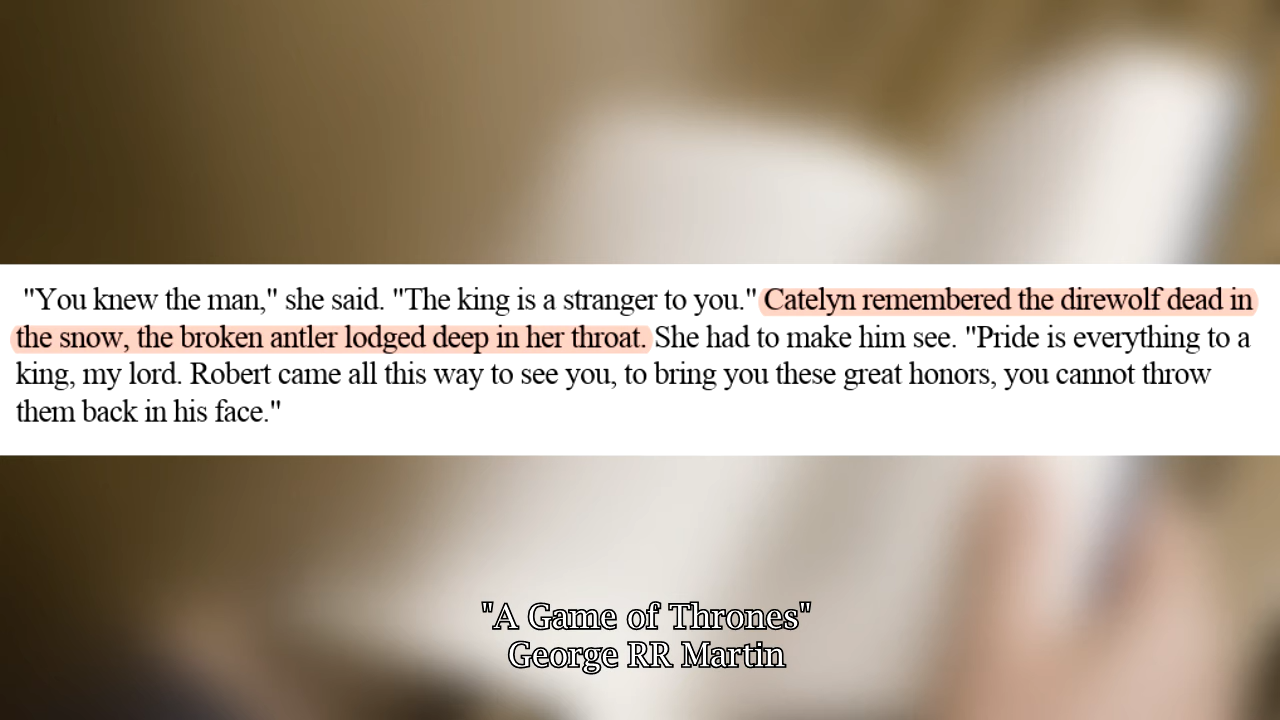 "You knew the man," she said. "The king is a stranger to you." Catelyn remembered the direwolf dead in
the snow, the broken antler lodged deep in her throat. She had to make him see. "Pride is everything to a
king, my lord. Robert came all this way to see you, to bring you these great honors, you cannot throw
them back in his face."
"A Game of Thrones"
George RR Martin